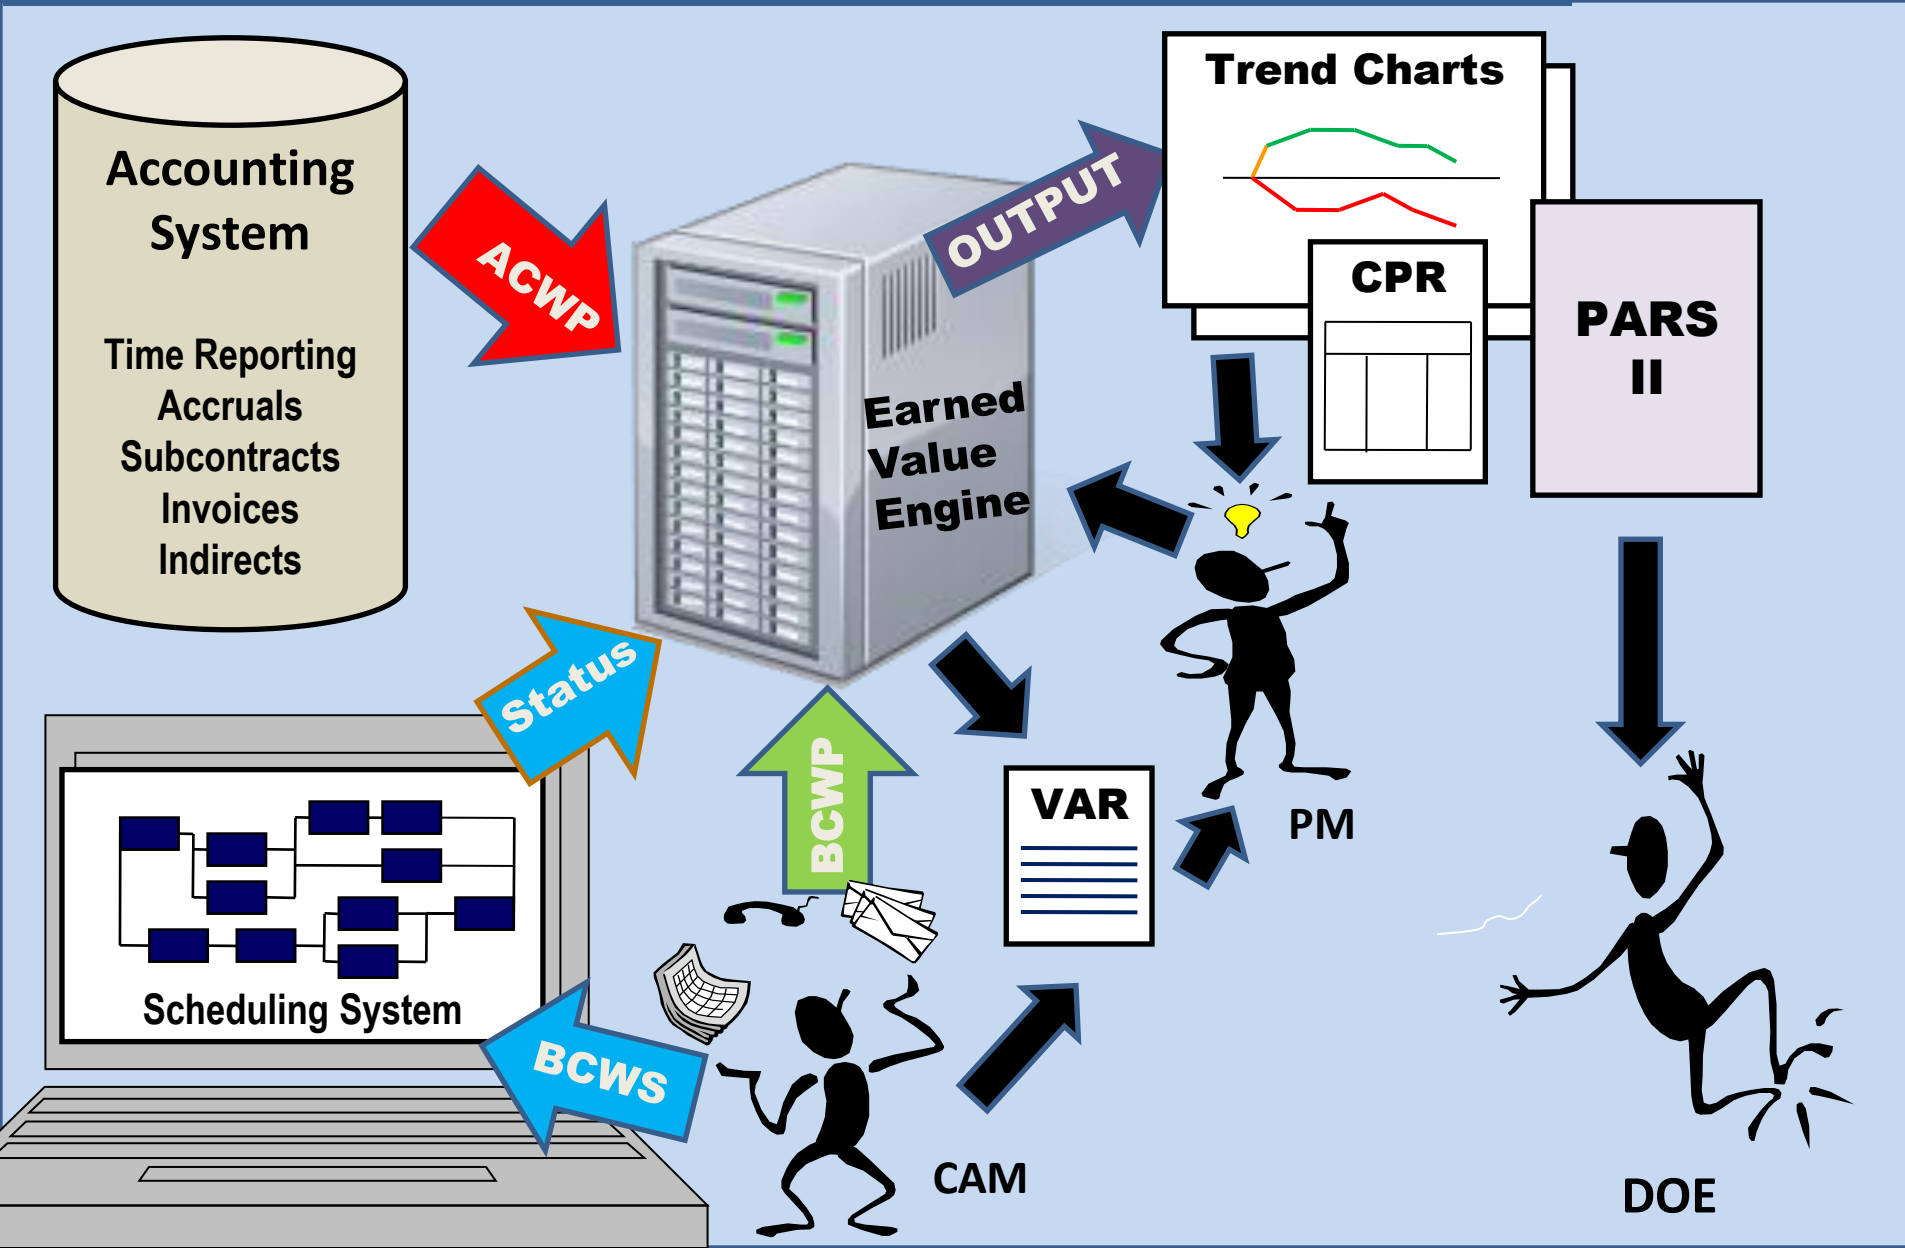 Accounting
System
Time Reporting
Accruals
Subcontracts
Invoices
Indirects
ACWP
Earned
Value
Engine
OUTPUT
Trend Charts
CPR
PARS
II
Status
BCWP
VAR
PM
Scheduling System
BCWS
CAM
DOE